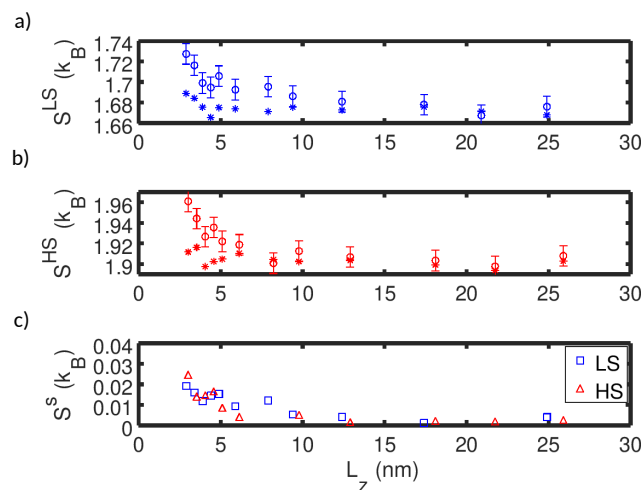 a)
S^LS (k_B)
1.74
1.72
1.7
1.68
1.66
0 5 10 15 20 25 30
b)
S^HS (k_B)
1.96
1.94
1.92
1.9
0 5 10 15 20 25 30
c)
S^s (k_B)
0.04
0.03
0.02
0.01
0
LS
HS
0 5 10 15 20 25 30
L_z (nm)